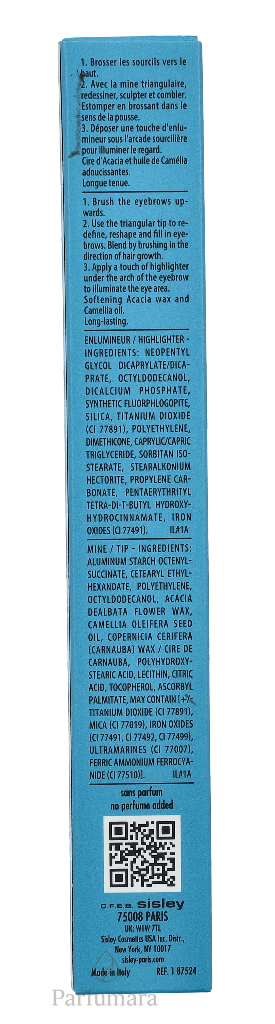 1. Brosser les sourcils vers le
haut.
2. Avec la mine triangulaire,
redessiner, sculpter et combler.
Estomper en brossant dans le
sens de la pousse.
3. Déposer une touche d'enlu-
mineur sous l'arcade sourcilière
pour illuminer le regard.
Cire d'Acacia et huile de Camélia
adoucissantes.
Longue tenue.
1. Brush the eyebrows up-
wards.
2. Use the triangular tip to re-
define, reshape and fill in eye-
brows. Blend by brushing in the
direction of hair growth.
3. Apply a touch of highlighter
under the arch of the eyebrow
to illuminate the eye area.
Softening Acacia wax and
Camellia oil.
Long-lasting.
ENLUMINEUR / HIGHLIGHTER -
INGREDIENTS: NEOPENTYL
GLYCOL DICAPRYLATE/DICA-
PRATE, OCTYLDODECANOL,
DICALCIUM PHOSPHATE,
SYNTHETIC FLUORPHLOGOPITE,
SILICA, TITANIUM DIOXIDE
(CI 77891), POLYETHYLENE,
DIMETHICONE, CAPRYLIC/CAPRIC
TRIGLYCERIDE, SORBITAN ISO-
STEARATE, STEARALKONIUM
HECTORITE, PROPYLENE CAR-
BONATE, PENTAERYTHRITYL
TETRA-DI-T-BUTYL HYDROXY-
HYDROCINNAMATE, IRON
OXIDES (CI 77491). IL#1A
MINE / TIP - INGREDIENTS:
ALUMINUM STARCH OCTENYL-
SUCCINATE, CETEARYL ETHYL-
HEXANOATE, POLYETHYLENE,
OCTYLDODECANOL, ACACIA
DEALBATA FLOWER WAX,
CAMELLIA OLEIFERA SEED
OIL, COPERNICIA CERIFERA
(CARNAUBA) WAX / CIRE DE
CARNAUBA, POLYHYDROXY-
STEARIC ACID, LECITHIN, CITRIC
ACID, TOCOPHEROL, ASCORBYL
PALMITATE, MAY CONTAIN [+/-
TITANIUM DIOXIDE (CI 77891),
MICA (CI 77019), IRON OXIDES
(CI 77491, CI 77492, CI 77499),
ULTRAMARINES (CI 77007),
FERRIC AMMONIUM FERROCYA-
NIDE (CI 77510)]. IL#1A
sans parfum
no perfume added
C.F.E.B. sisley
75008 PARIS
UK: W1W 7TL
Sisley Cosmetics USA Inc. Distr.,
New York, NY 10017
sisley-paris.com
Made in Italy REF. 1 87524
Parfumara